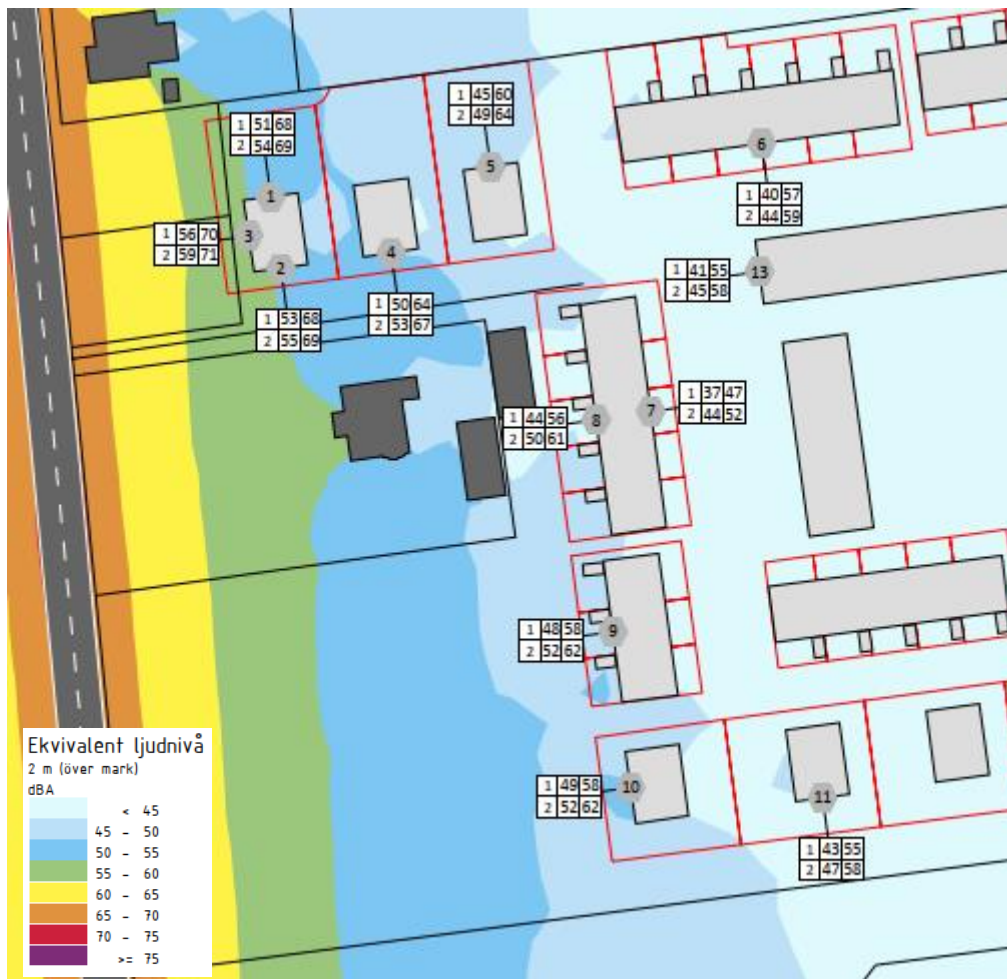 1 45 60
2 49 64
5
1 51 68
2 54 69
1
6
1 40 57
2 44 59
3
1 56 70
2 59 71
2
4
1 53 68
2 55 69
1 50 64
2 53 67
1 41 55
2 45 58
13
1 37 47
2 44 52
7
1 44 56
2 50 61
8
1 48 58
2 52 62
9
1 49 58
2 52 62
10
11
1 43 55
2 47 58
Ekvivalent ljudnivå
2 m (över mark)
dBA
< 45
45 - 50
50 - 55
55 - 60
60 - 65
65 - 70
70 - 75
>= 75